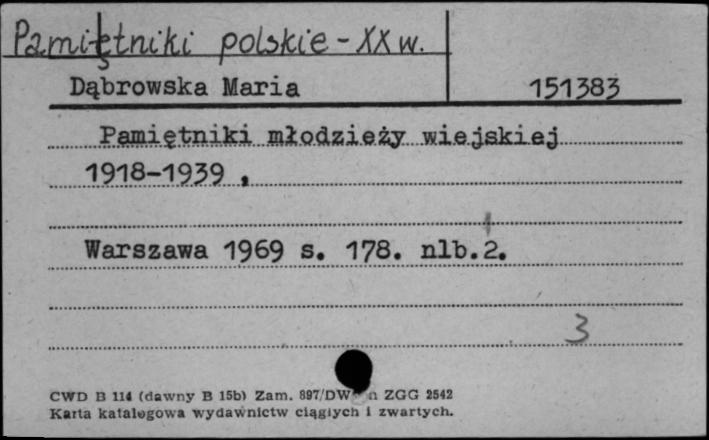 Pamiętniki polskie - XX w.
Dąbrowska Maria 151383
Pamiętniki młodzieży wiejskiej
1918-1939 ,
Warszawa 1969 s. 178. nlb.2.
3
CWD B 114 (dawny B 15b) Zam. 897/DW ZGG 2542
Karta katalogowa wydawnictw ciągłych i zwartych.